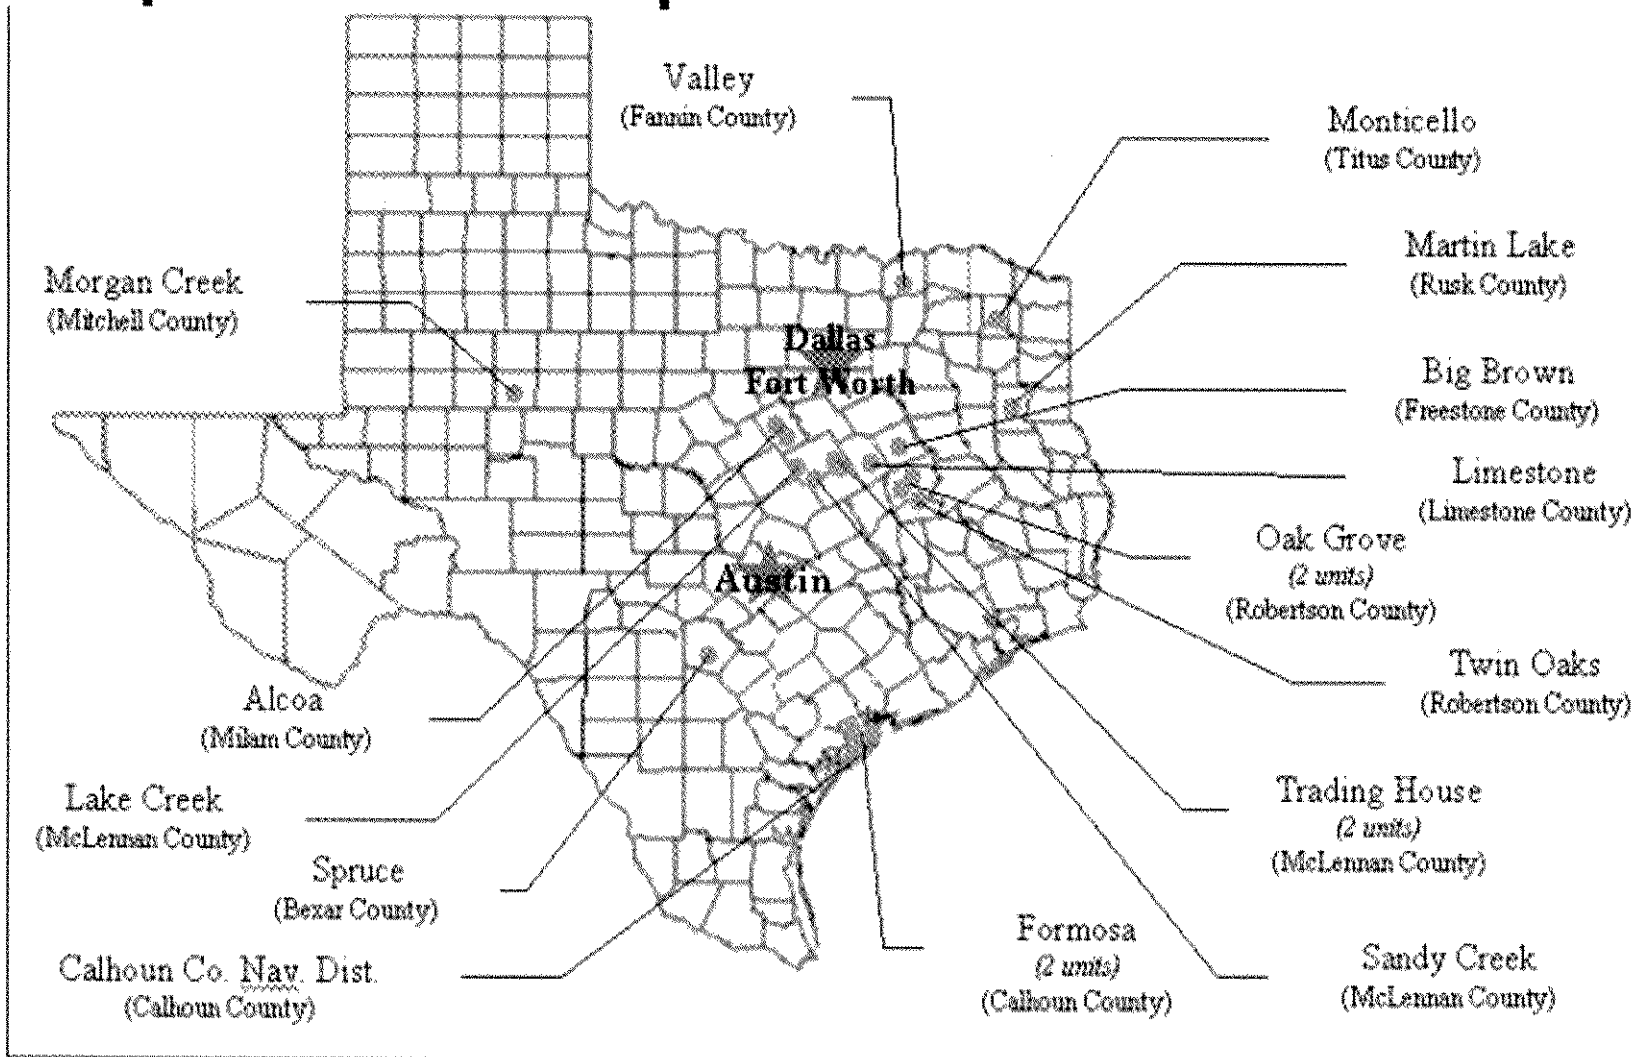 Valley
(Fannin County)
Monticello
(Titus County)
Martin Lake
(Rusk County)
Morgan Creek
(Mitchell County)
Dallas
Fort Worth
Big Brown
(Freestone County)
Limestone
(Limestone County)
Oak Grove
(2 units)
(Robertson County)
Austin
Twin Oaks
(Robertson County)
Alcoa
(Milam County)
Lake Creek
(McLennan County)
Trading House
(2 units)
(McLennan County)
Spruce
(Bexar County)
Formosa
(2 units)
(Calhoun County)
Sandy Creek
(McLennan County)
Calhoun Co. Nav. Dist.
(Calhoun County)